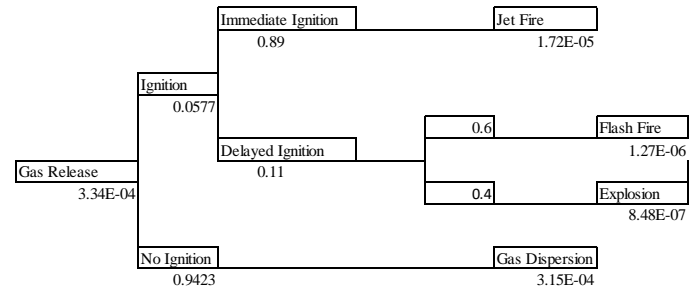 Immediate Ignition
Jet Fire
0.89
1.72E-05
Ignition
0.0577
0.6
Flash Fire
Delayed Ignition
1.27E-06
0.11
Gas Release
3.34E-04
0.4
Explosion
8.48E-07
No Ignition
Gas Dispersion
0.9423
3.15E-04